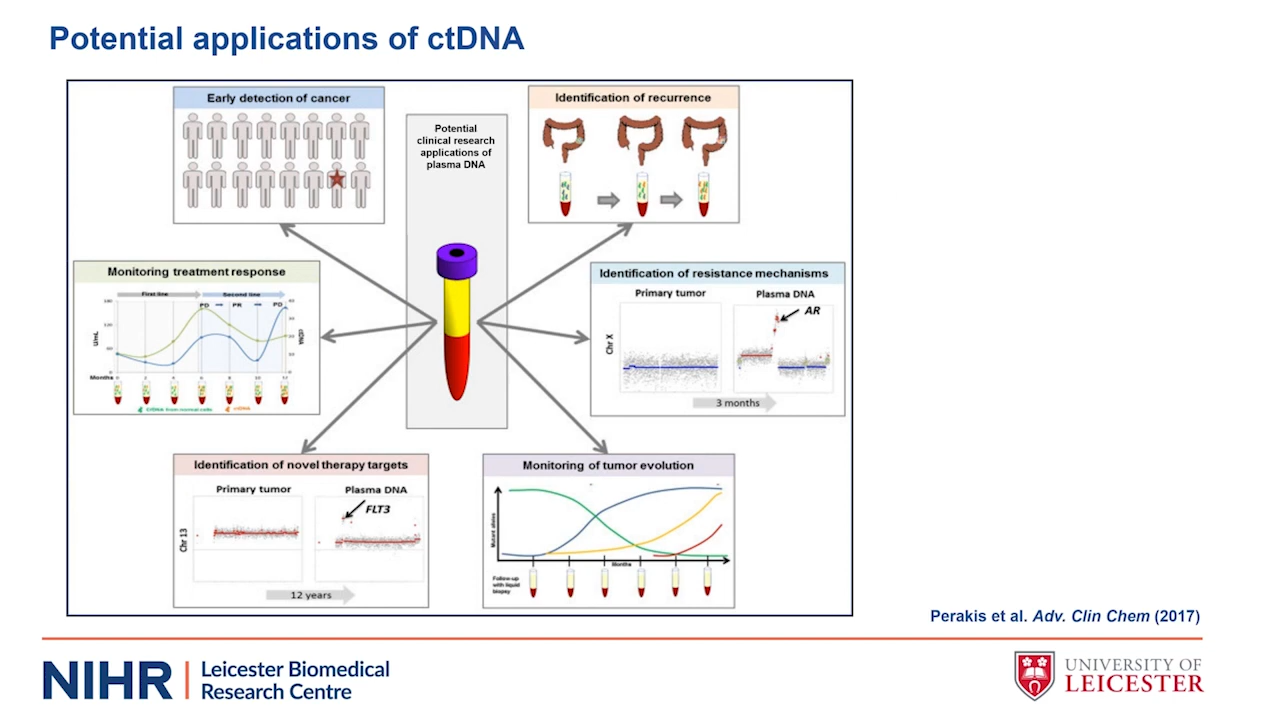 Potential applications of ctDNA
Early detection of cancer
Potential
clinical research
applications of
plasma DNA
Identification of recurrence
Monitoring treatment response
First line
Second line
PD
PR
PD
U/mL
ctDNA
Months
CfDNA from normal cells
ctDNA
Identification of resistance mechanisms
Primary tumor
Plasma DNA
AR
Chr X
3 months
Identification of novel therapy targets
Primary tumor
Plasma DNA
FLT3
Chr 13
12 years
Monitoring of tumor evolution
Mutant alleles
Months
Follow-up
with liquid
biopsy
Perakis et al. Adv. Clin Chem (2017)
NIHR
Leicester Biomedical
Research Centre
UNIVERSITY OF
LEICESTER